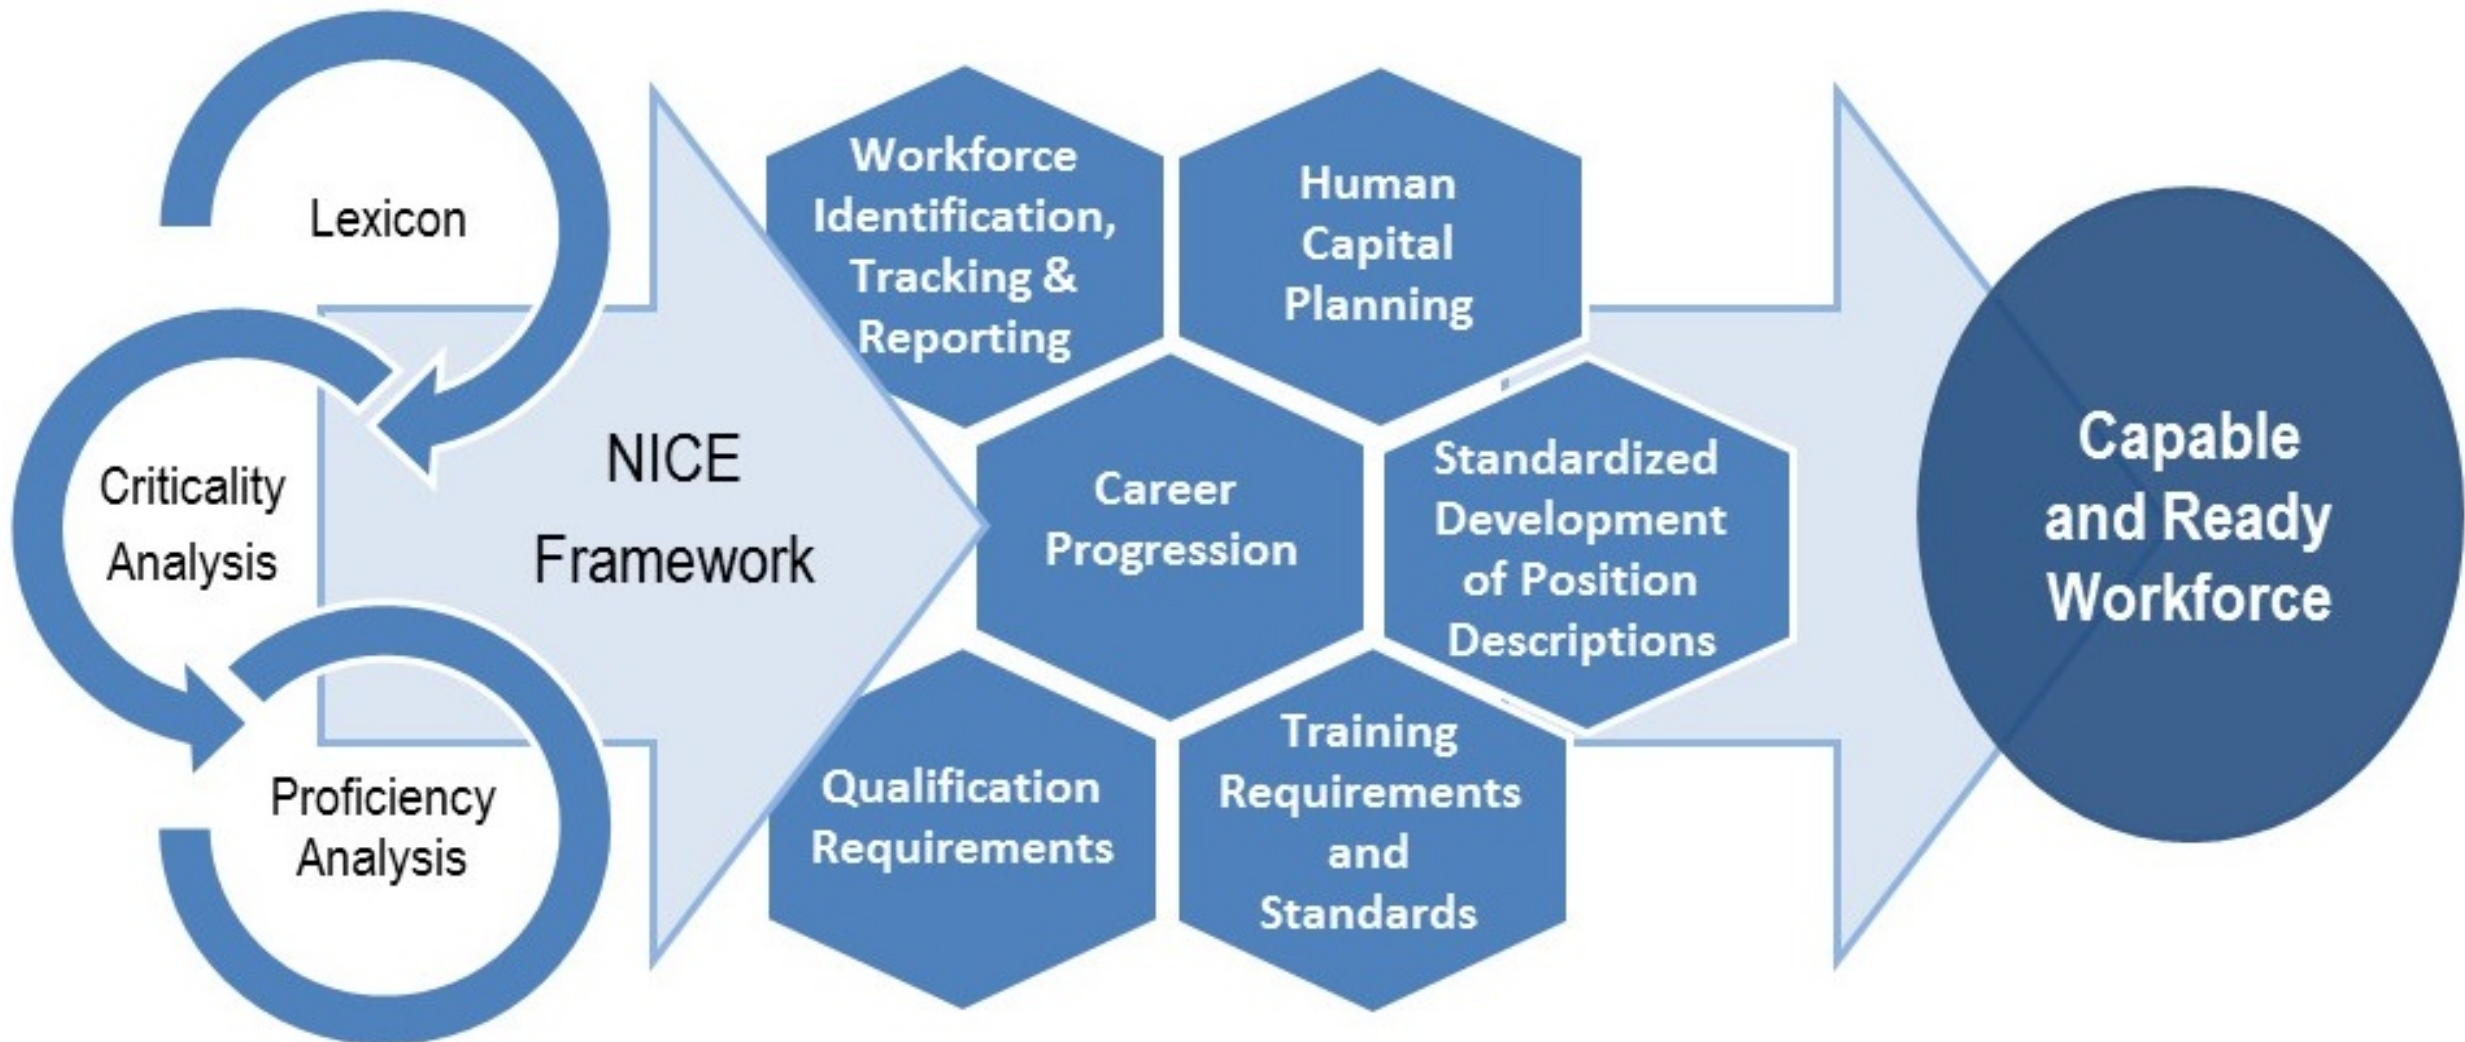 Lexicon
Criticality
Analysis
Proficiency
Analysis
NICE
Framework
Workforce
Identification,
Tracking &
Reporting
Human
Capital
Planning
Career
Progression
Standardized
Development
of Position
Descriptions
Qualification
Requirements
Training
Requirements
and
Standards
Capable
and Ready
Workforce